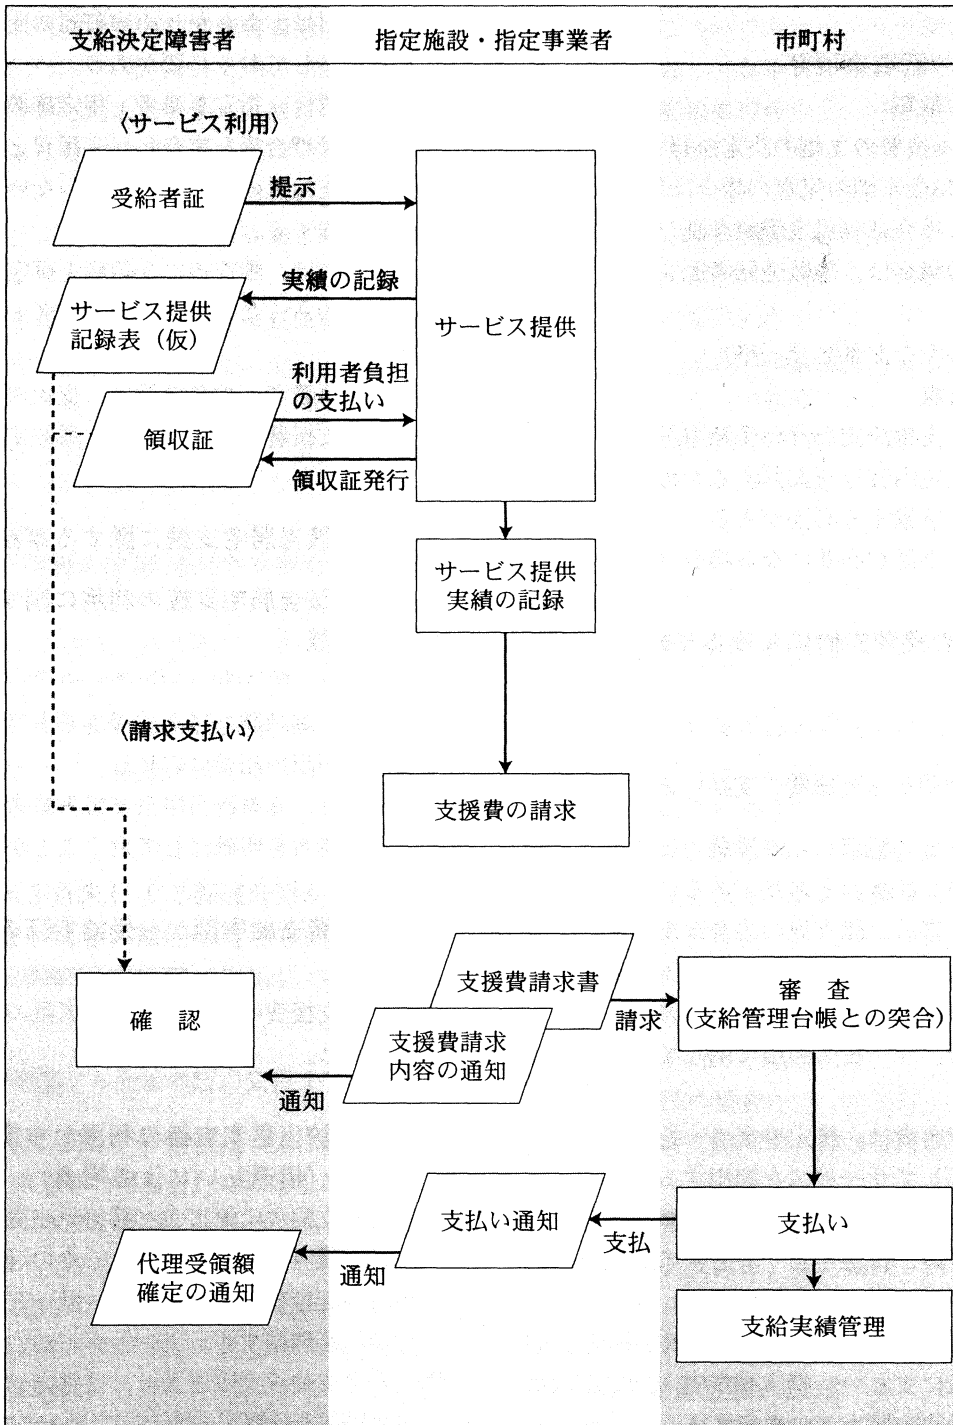 支給決定障害者
指定施設・指定事業者
市町村
〈サービス利用〉
受給者証
提示
サービス提供
実績の記録
サービス提供
記録表（仮）
利用者負担
の支払い
領収証
領収証発行
サービス提供
実績の記録
〈請求支払い〉
支援費の請求
支援費請求書
請求
審　査
(支給管理台帳との突合)
確　認
支援費請求
内容の通知
通知
支払い通知
支払
支払い
代理受領額
確定の通知
通知
支給実績管理